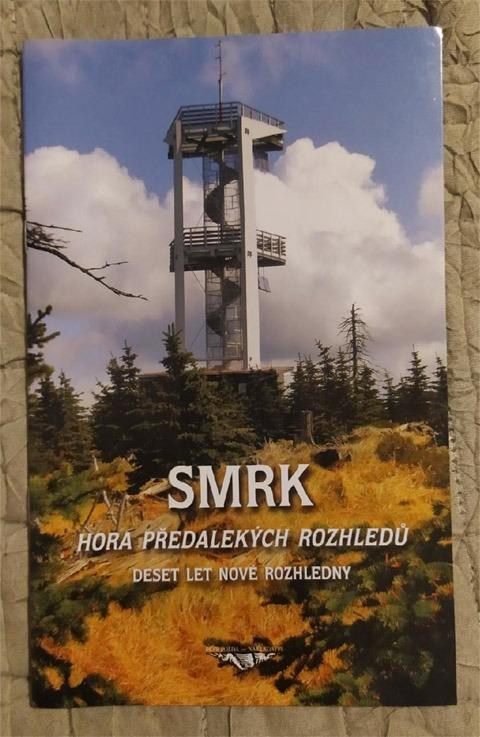 SMRK
HORA PŘEDALEKÝCH ROZHLEDŮ
DESET LET NOVÉ ROZHLEDNY